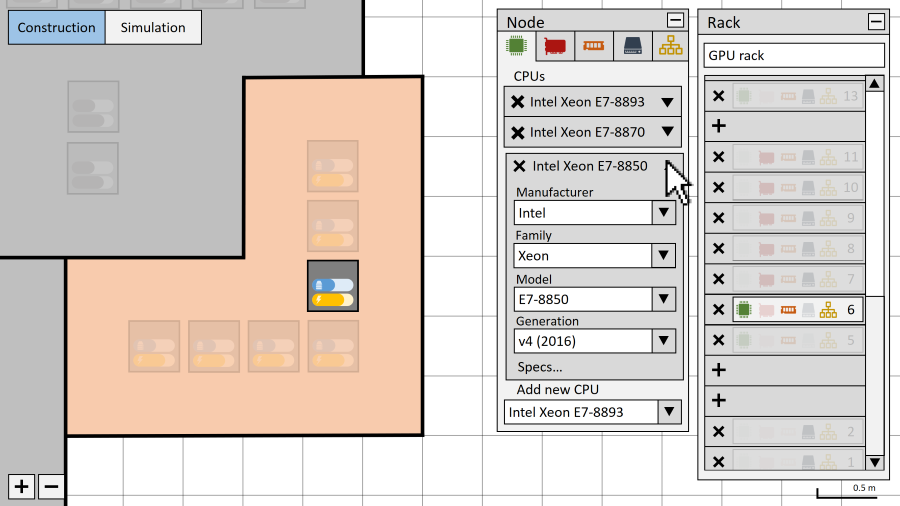 Construction
Simulation
Node
CPUs
Intel Xeon E7-8893
Intel Xeon E7-8870
Intel Xeon E7-8850
Manufacturer
Intel
Family
Xeon
Model
E7-8850
Generation
v4 (2016)
Specs...
Add new CPU
Intel Xeon E7-8893
Rack
GPU rack
13
11
10
9
8
7
6
5
2
1
0.5 m